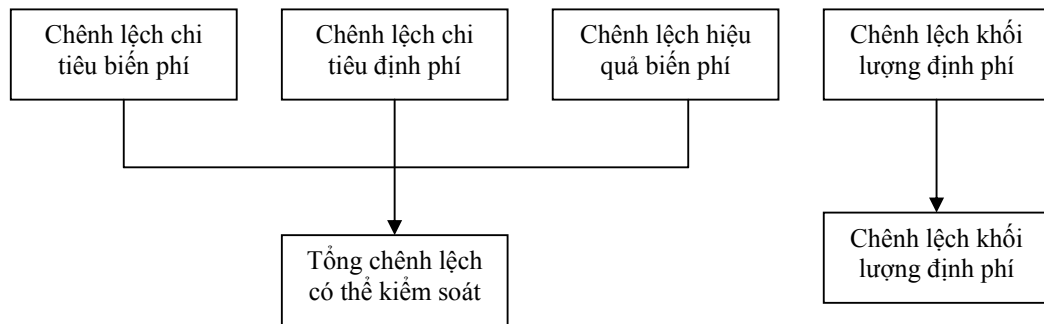 Chênh lệch chi
tiêu biến phí
Chênh lệch chi
tiêu định phí
Chênh lệch hiệu
quả biến phí
Chênh lệch khối
lượng định phí
Tổng chênh lệch
có thể kiểm soát
Chênh lệch khối
lượng định phí